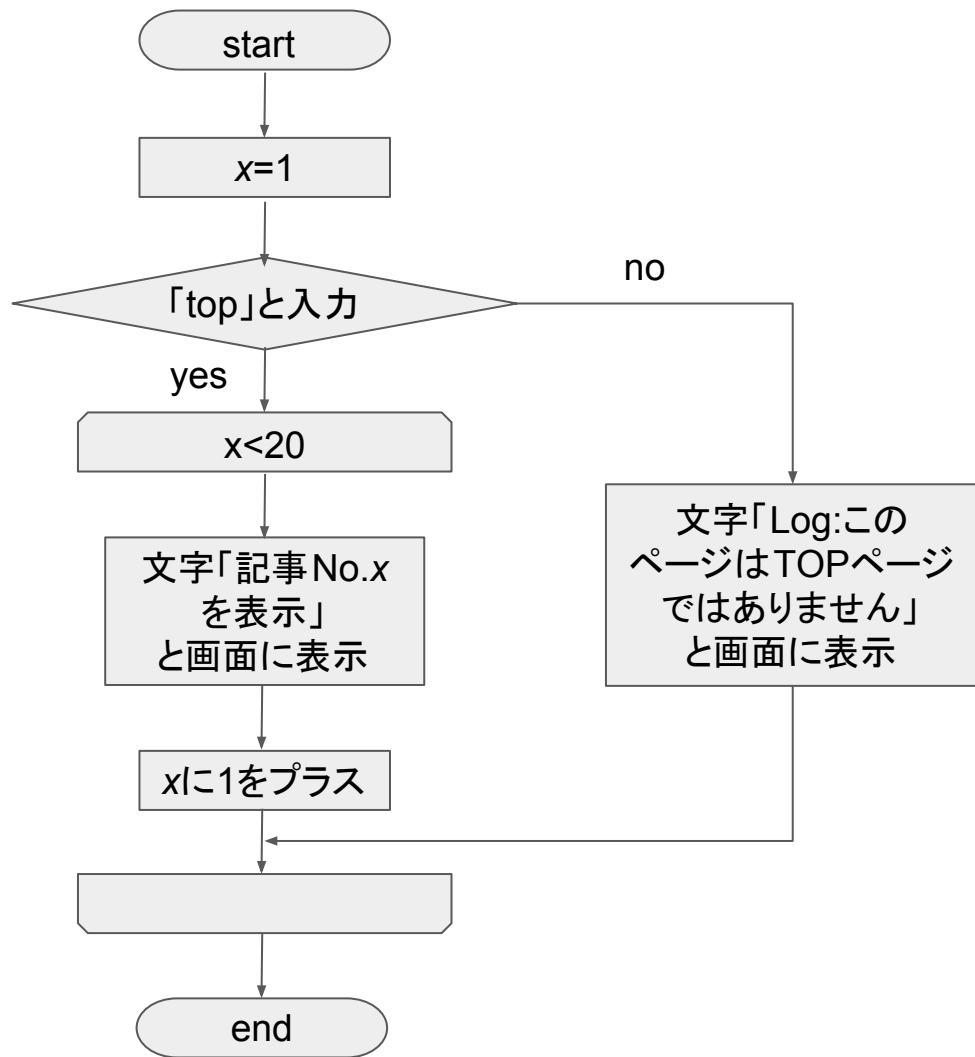 start
x=1
「top」と入力
no
yes
x<20
文字「記事No.x
を表示」
と画面に表示
文字「Log:この
ページはTOPページ
ではありません」
と画面に表示
xに1をプラス
end